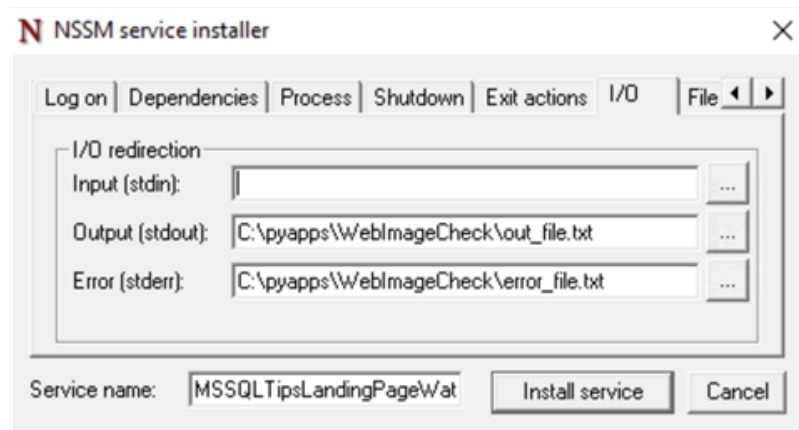 N NSSM service installer
Log on Dependencies Process Shutdown Exit actions I/O File
I/O redirection
Input (stdin): ...
Output (stdout): C:\pyapps\WebImageCheck\out_file.txt ...
Error (stderr): C:\pyapps\WebImageCheck\error_file.txt ...
Service name: MSSQLTipsLandingPageWat Install service Cancel